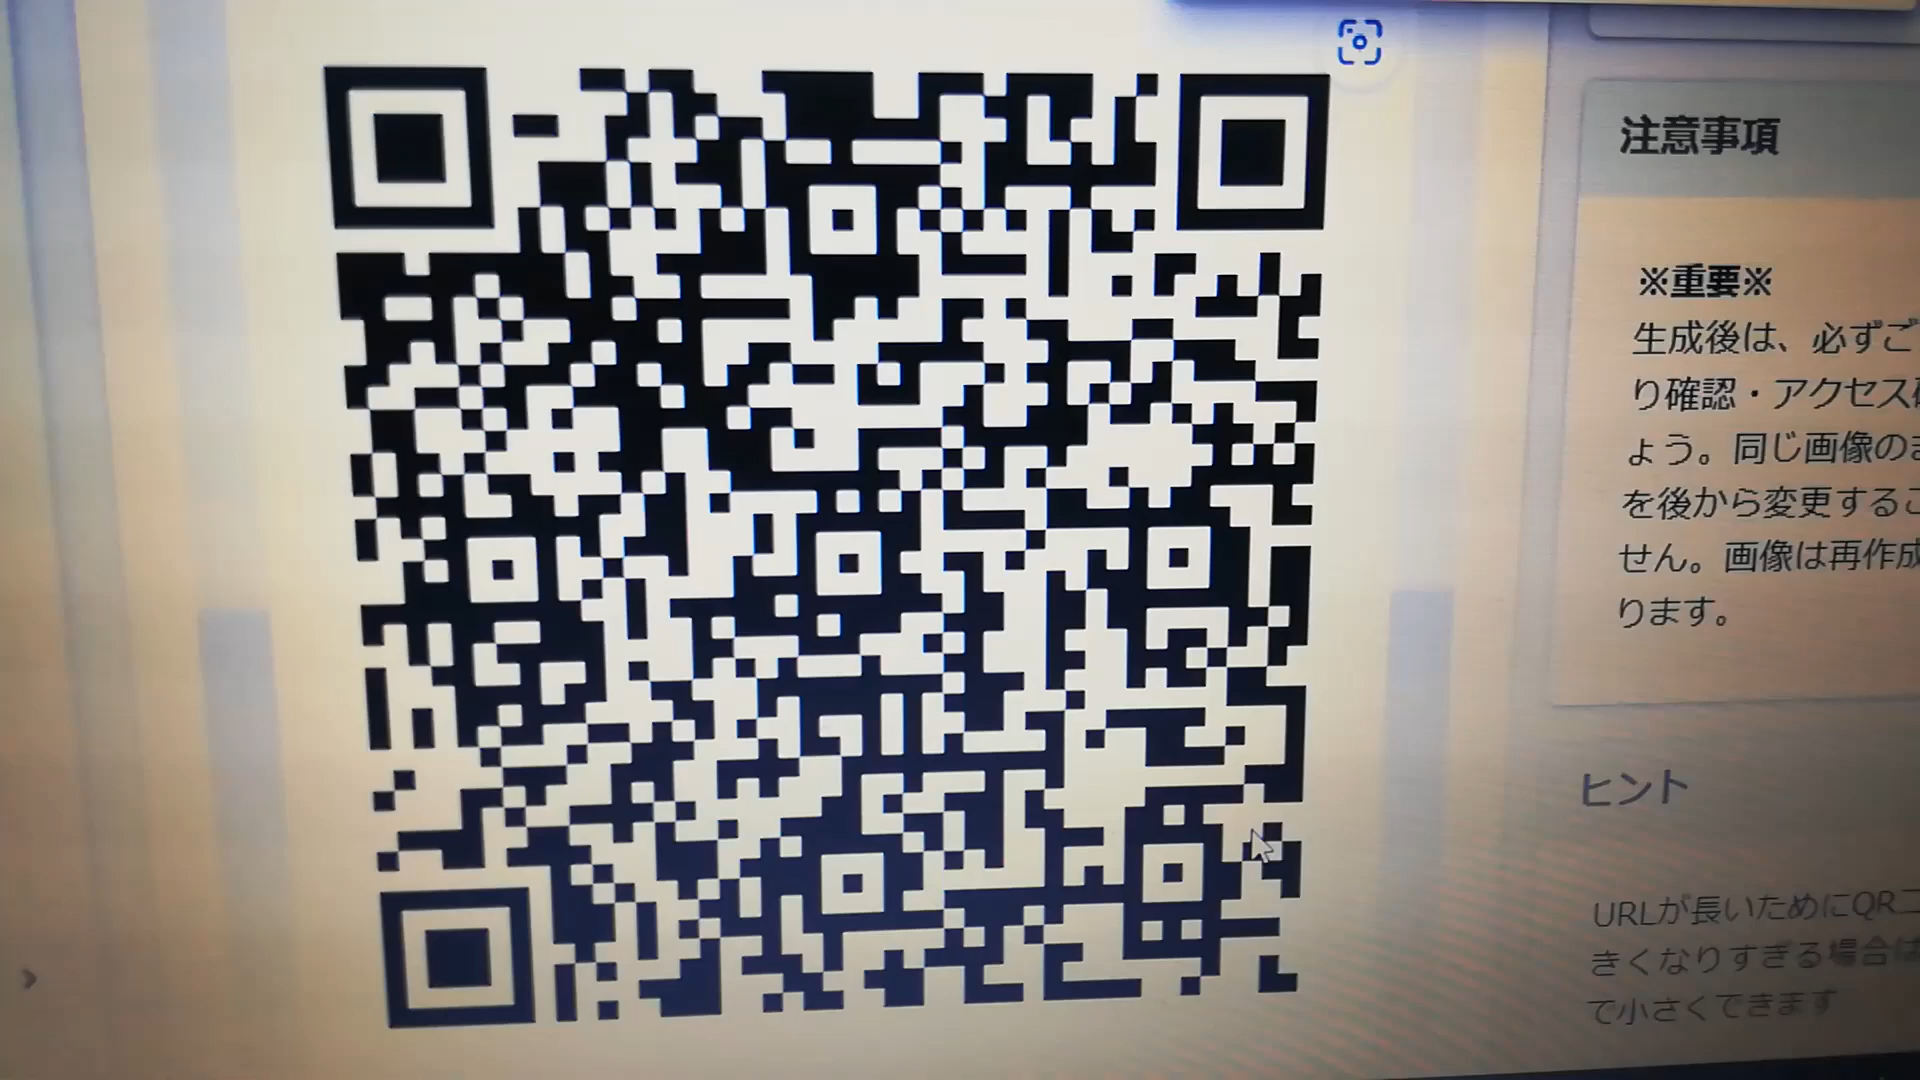 注意事項
※重要※
生成後は、必ずご
り確認・アクセス
ょう。同じ画像の
を後から変更するこ
せん。画像は再作成
ります。
ヒント
URLが長いためにQRコ
きくなりすぎる場合は
で小さくできます